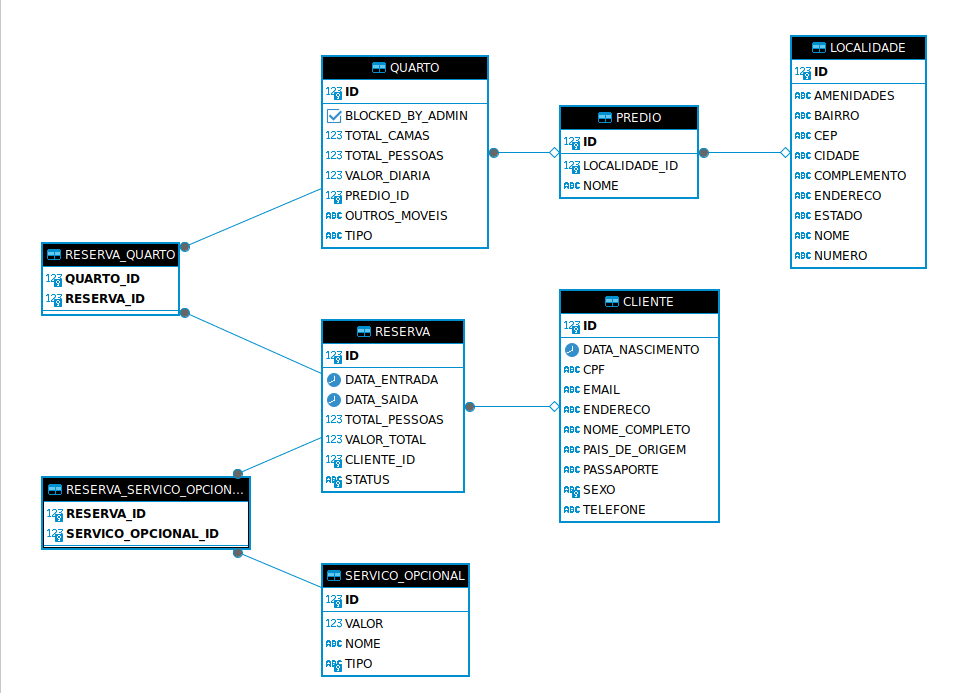 QUARTO
ID
BLOCKED_BY_ADMIN
TOTAL_CAMAS
TOTAL_PESSOAS
VALOR_DIARIA
PREDIO_ID
OUTROS_MOVEIS
TIPO
PREDIO
ID
LOCALIDADE_ID
NOME
LOCALIDADE
ID
AMENIDADES
BAIRRO
CEP
CIDADE
COMPLEMENTO
ENDERECO
ESTADO
NOME
NUMERO
RESERVA_QUARTO
QUARTO_ID
RESERVA_ID
RESERVA
ID
DATA_ENTRADA
DATA_SAIDA
TOTAL_PESSOAS
VALOR_TOTAL
CLIENTE_ID
STATUS
CLIENTE
ID
DATA_NASCIMENTO
CPF
EMAIL
ENDERECO
NOME_COMPLETO
PAIS_DE_ORIGEM
PASSAPORTE
SEXO
TELEFONE
RESERVA_SERVICO_OPCION...
RESERVA_ID
SERVICO_OPCIONAL_ID
SERVICO_OPCIONAL
ID
VALOR
NOME
TIPO